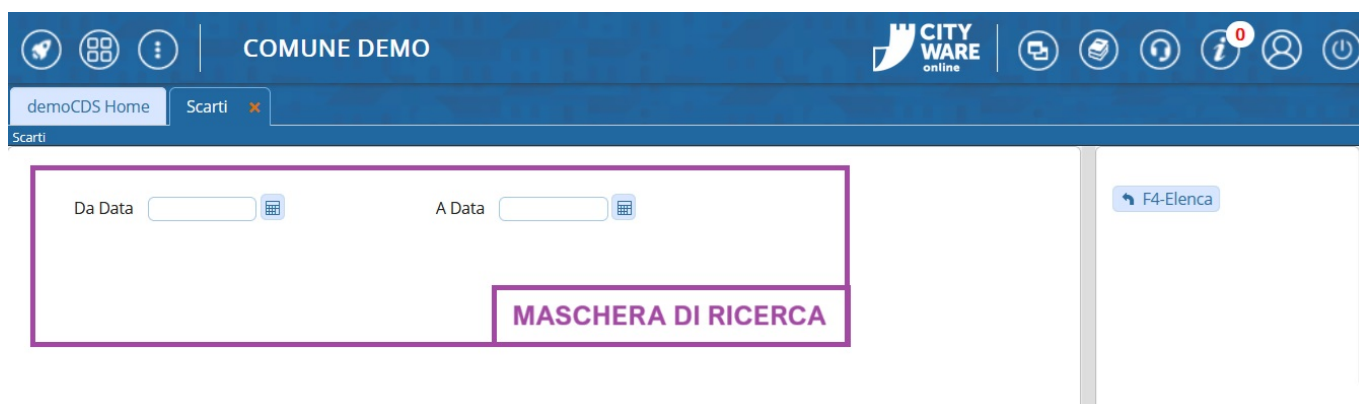 COMUNE DEMO
CITY
WARE
online
0
demoCDS Home
Scarti
Scarti
Da Data
A Data
F4-Elenca
MASCHERA DI RICERCA